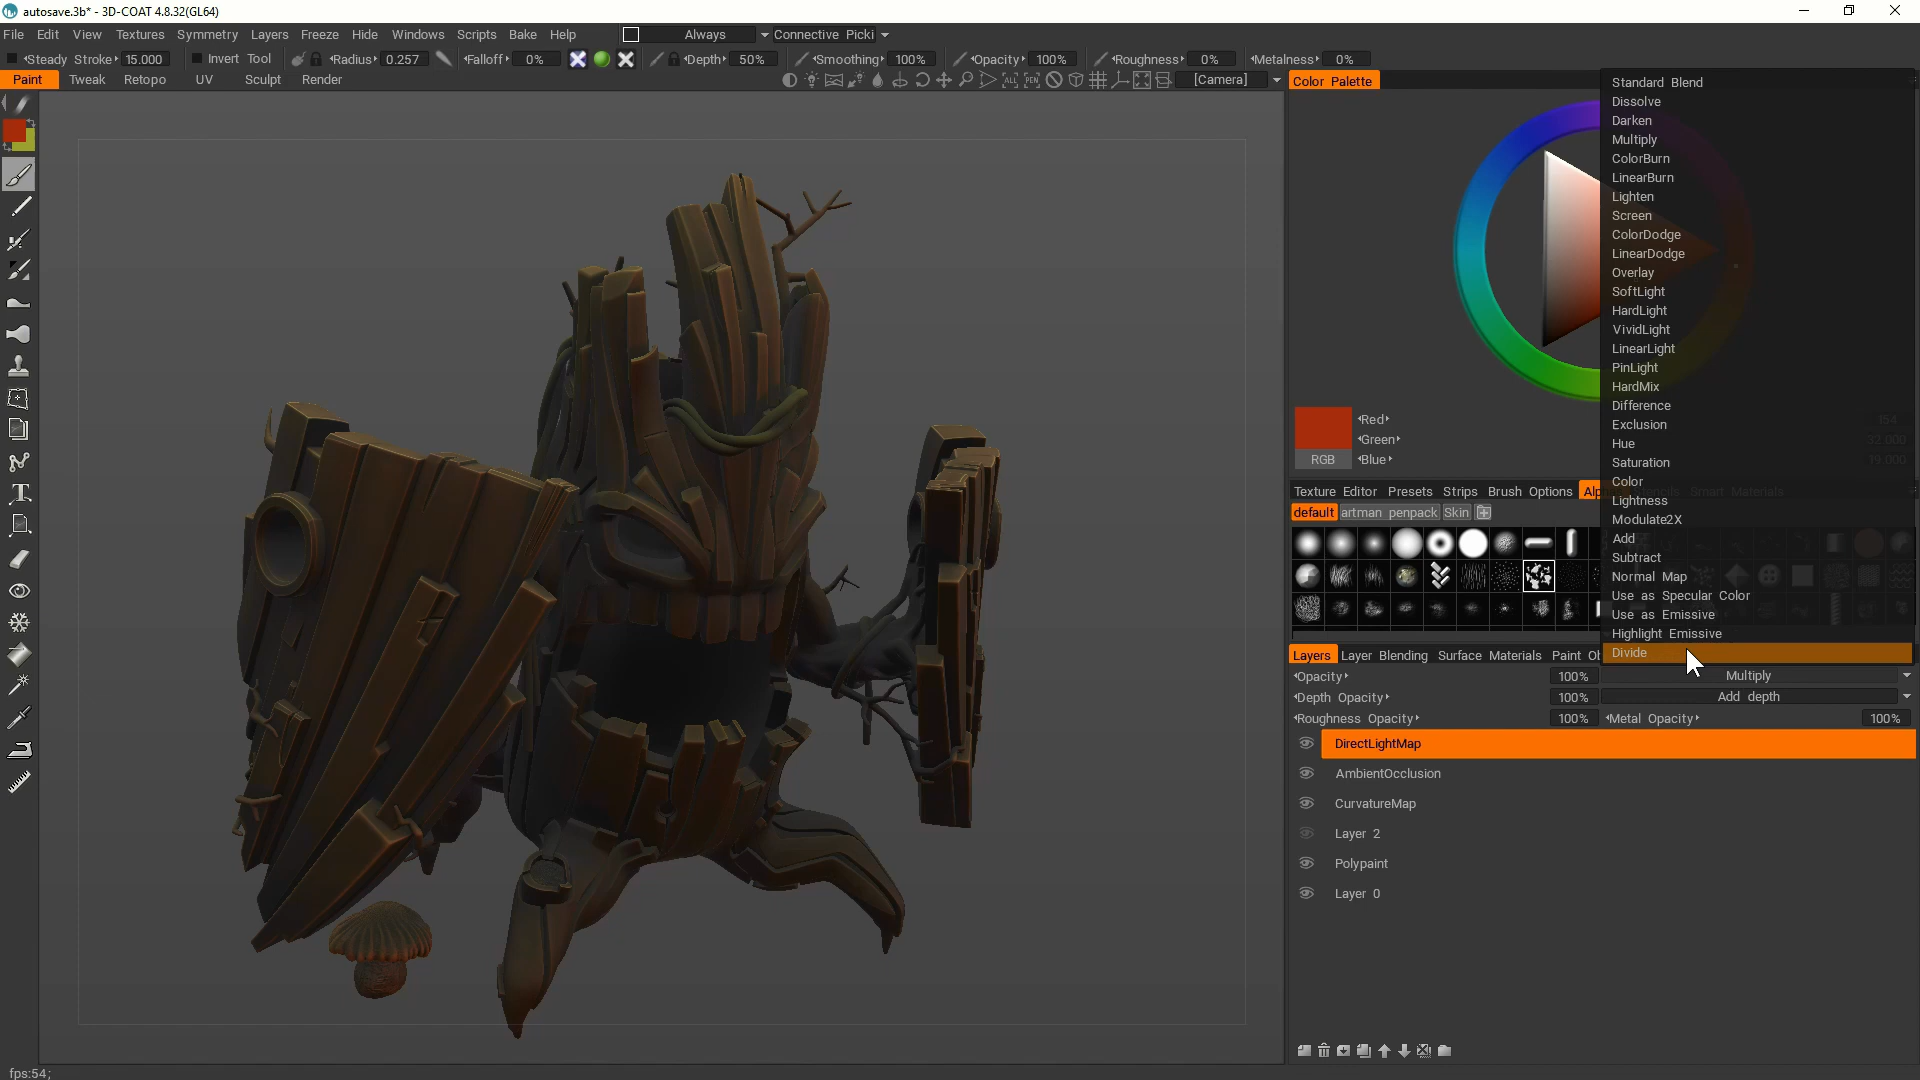 autosave.3b* - 3D-COAT 4.8.32(GL64)
File Edit View Textures Symmetry Layers Freeze Hide Windows Scripts Bake Help Always Connective Picki
Steady Stroke 15.000 Invert Tool Radius 0.257 Falloff 0% Depth 50% Smoothing 100% Opacity 100% Roughness 0% Metalness 0%
Paint Tweak Retopo UV Sculpt Render [Camera]
Color Palette
Standard Blend
Dissolve
Darken
Multiply
ColorBurn
LinearBurn
Lighten
Screen
ColorDodge
LinearDodge
Overlay
SoftLight
HardLight
VividLight
LinearLight
PinLight
HardMix
Difference
Exclusion
Hue
Saturation
Color
Lightness
Modulate2X
Add
Subtract
Normal Map
Use as Specular Color
Use as Emissive
Highlight Emissive
Divide
Red 154
Green 32.000
Blue 19.000
RGB
Texture Editor Presets Strips Brush Options Smart Materials
default artman penpack Skin
Layers Layer Blending Surface Materials Paint
Opacity 100% Multiply
Depth Opacity 100% Add depth
Roughness Opacity 100% Metal Opacity 100%
DirectLightMap
AmbientOcclusion
CurvatureMap
Layer 2
Polypaint
Layer 0
fps:54;